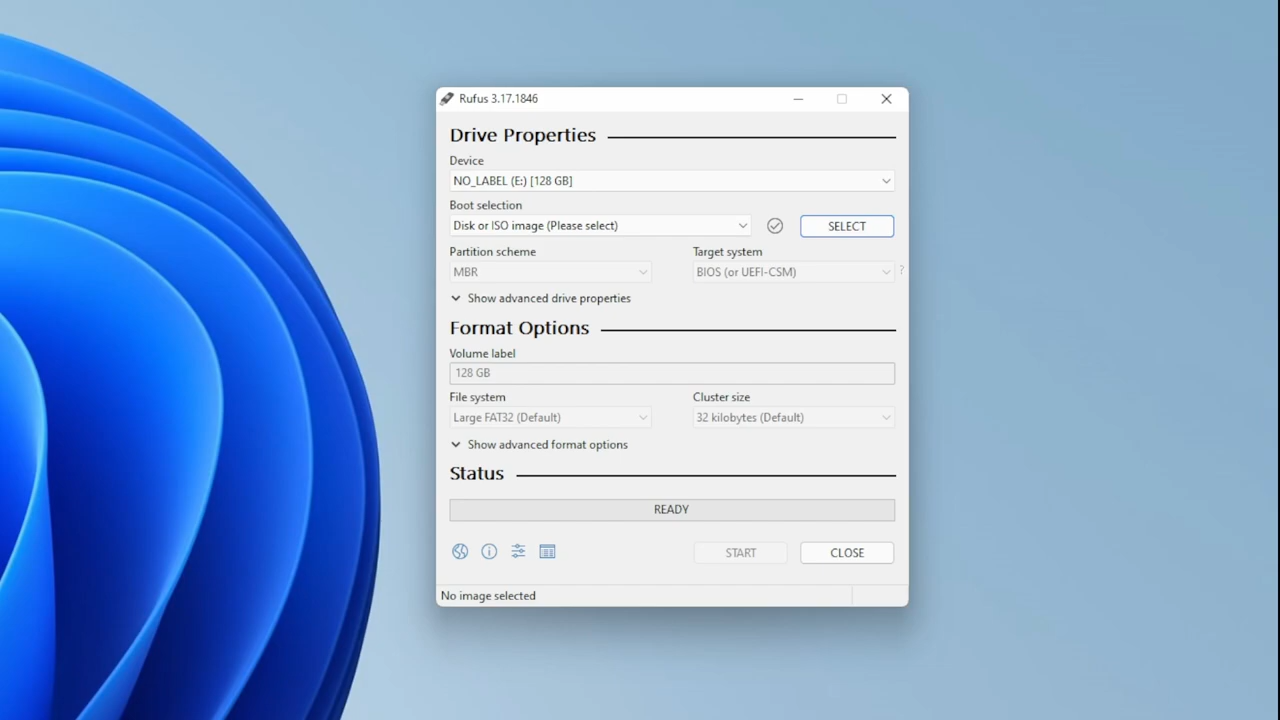 Rufus 3.17.1846
Drive Properties
Device
NO_LABEL (E:) [128 GB]
Boot selection
Disk or ISO image (Please select)
SELECT
Partition scheme
Target system
MBR
BIOS (or UEFI-CSM)
?
Show advanced drive properties
Format Options
Volume label
128 GB
File system
Cluster size
Large FAT32 (Default)
32 kilobytes (Default)
Show advanced format options
Status
READY
START
CLOSE
No image selected